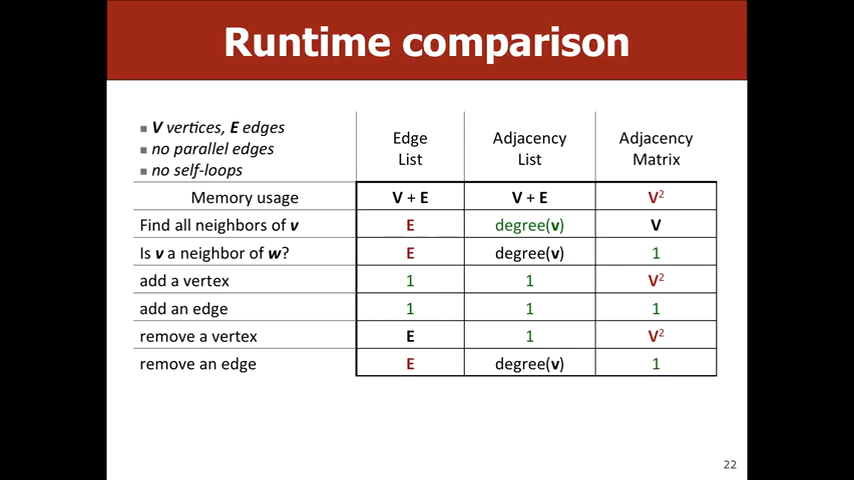 Runtime comparison
▪ V vertices, E edges
▪ no parallel edges
▪ no self-loops
Edge List
Adjacency List
Adjacency Matrix
Memory usage V + E V + E V²
Find all neighbors of v E degree(v) V
Is v a neighbor of w? E degree(v) 1
add a vertex 1 1 V²
add an edge 1 1 1
remove a vertex E 1 V²
remove an edge E degree(v) 1
22